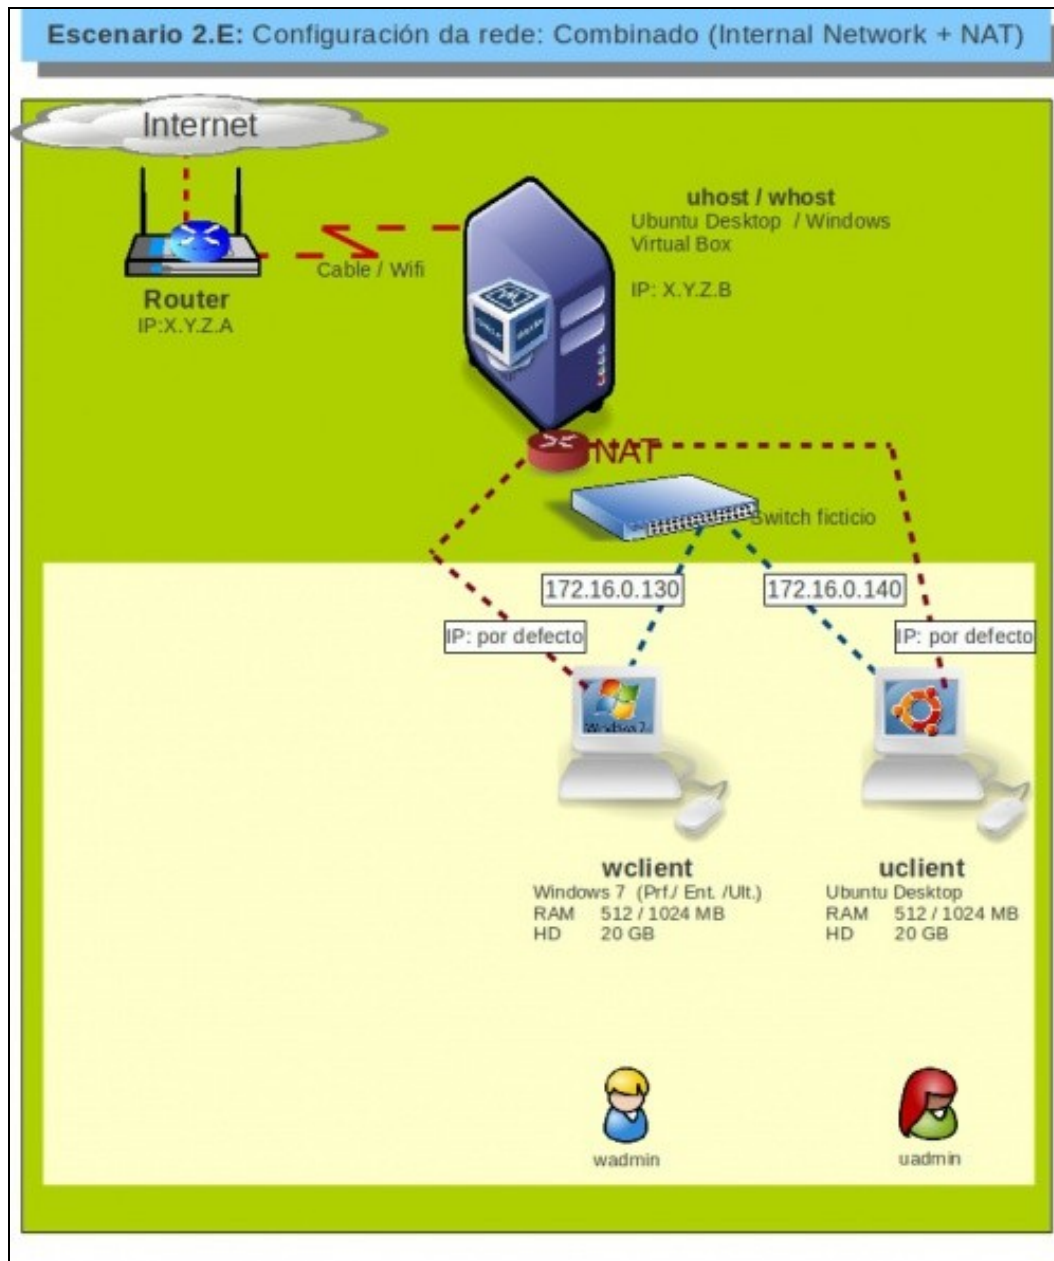 Escenario 2.E: Configuración da rede: Combinado (Internal Network + NAT)
Internet
uhost / whost
Ubuntu Desktop / Windows
Virtual Box
IP: X.Y.Z.B
Cable / Wifi
Router
IP:X.Y.Z.A
NAT
Switch ficticio
172.16.0.130
172.16.0.140
IP: por defecto
IP: por defecto
Windows 7
wclient
Windows 7 (Prf./ Ent. /Ult.)
RAM 512 / 1024 MB
HD 20 GB
uclient
Ubuntu Desktop
RAM 512 / 1024 MB
HD 20 GB
wadmin
uadmin